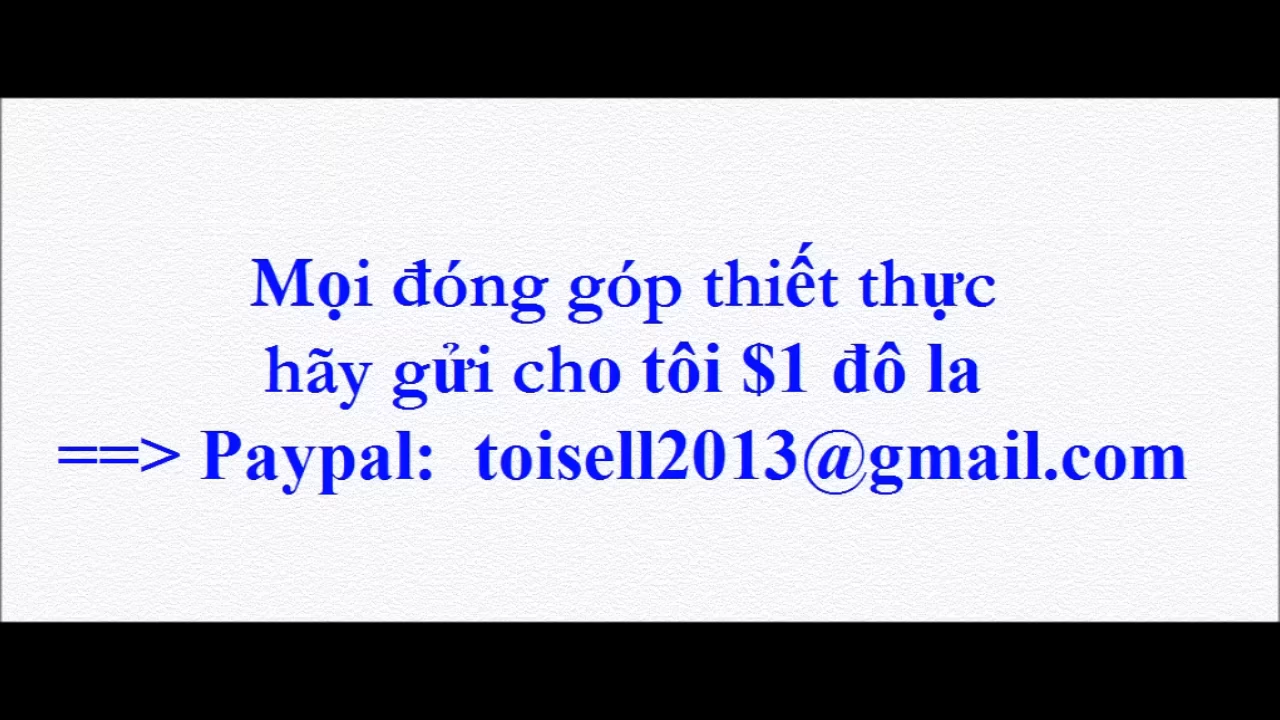 Mọi đóng góp thiết thực
hãy gửi cho tôi $1 đô la
==> Paypal: toisell2013@gmail.com